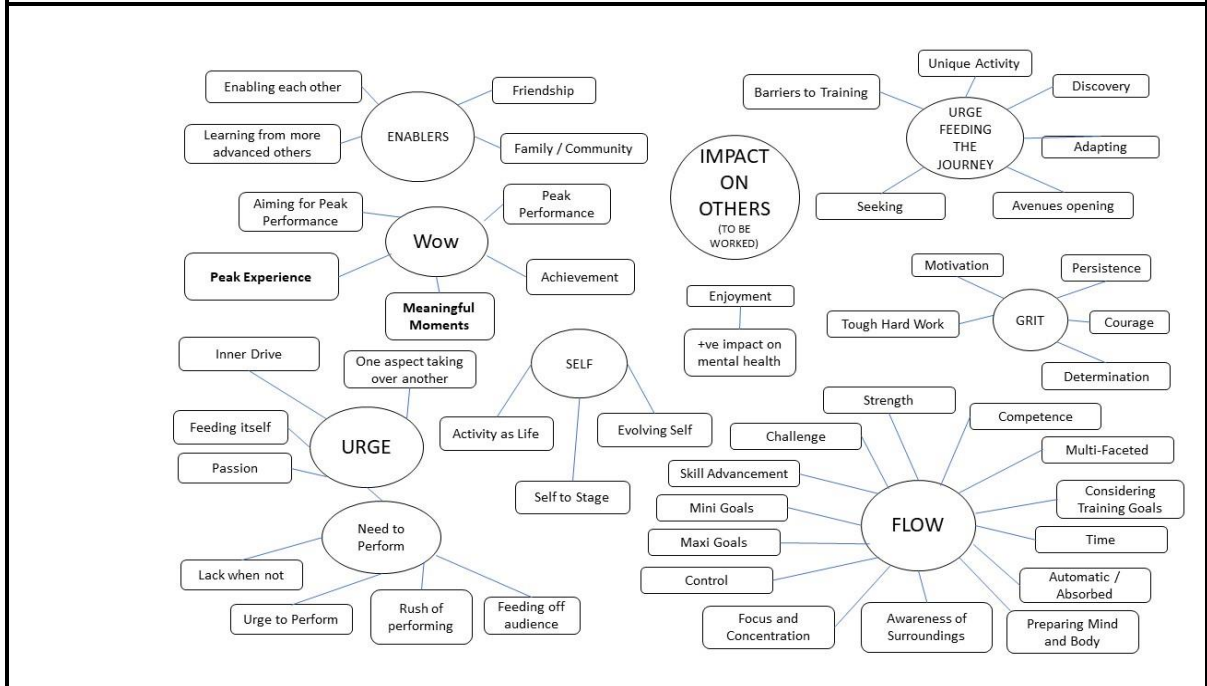 Enabling each other
Learning from more
advanced others
ENABLERS
Friendship
Family / Community
Aiming for Peak
Performance
Peak Experience
Wow
Peak
Performance
Achievement
Meaningful
Moments
Inner Drive
One aspect taking
over another
Feeding itself
Passion
URGE
Need to
Perform
Lack when not
Urge to Perform
Rush of
performing
Feeding off
audience
SELF
Activity as Life
Self to Stage
Evolving Self
IMPACT
ON
OTHERS
(TO BE
WORKED)
Enjoyment
+ve impact on
mental health
Unique Activity
Barriers to Training
Discovery
URGE
FEEDING
THE
JOURNEY
Adapting
Seeking
Avenues opening
Motivation
Persistence
Tough Hard Work
GRIT
Courage
Determination
Strength
Competence
Challenge
Multi-Faceted
Skill Advancement
Considering
Training Goals
Mini Goals
FLOW
Maxi Goals
Time
Control
Automatic /
Absorbed
Focus and
Concentration
Awareness of
Surroundings
Preparing Mind
and Body